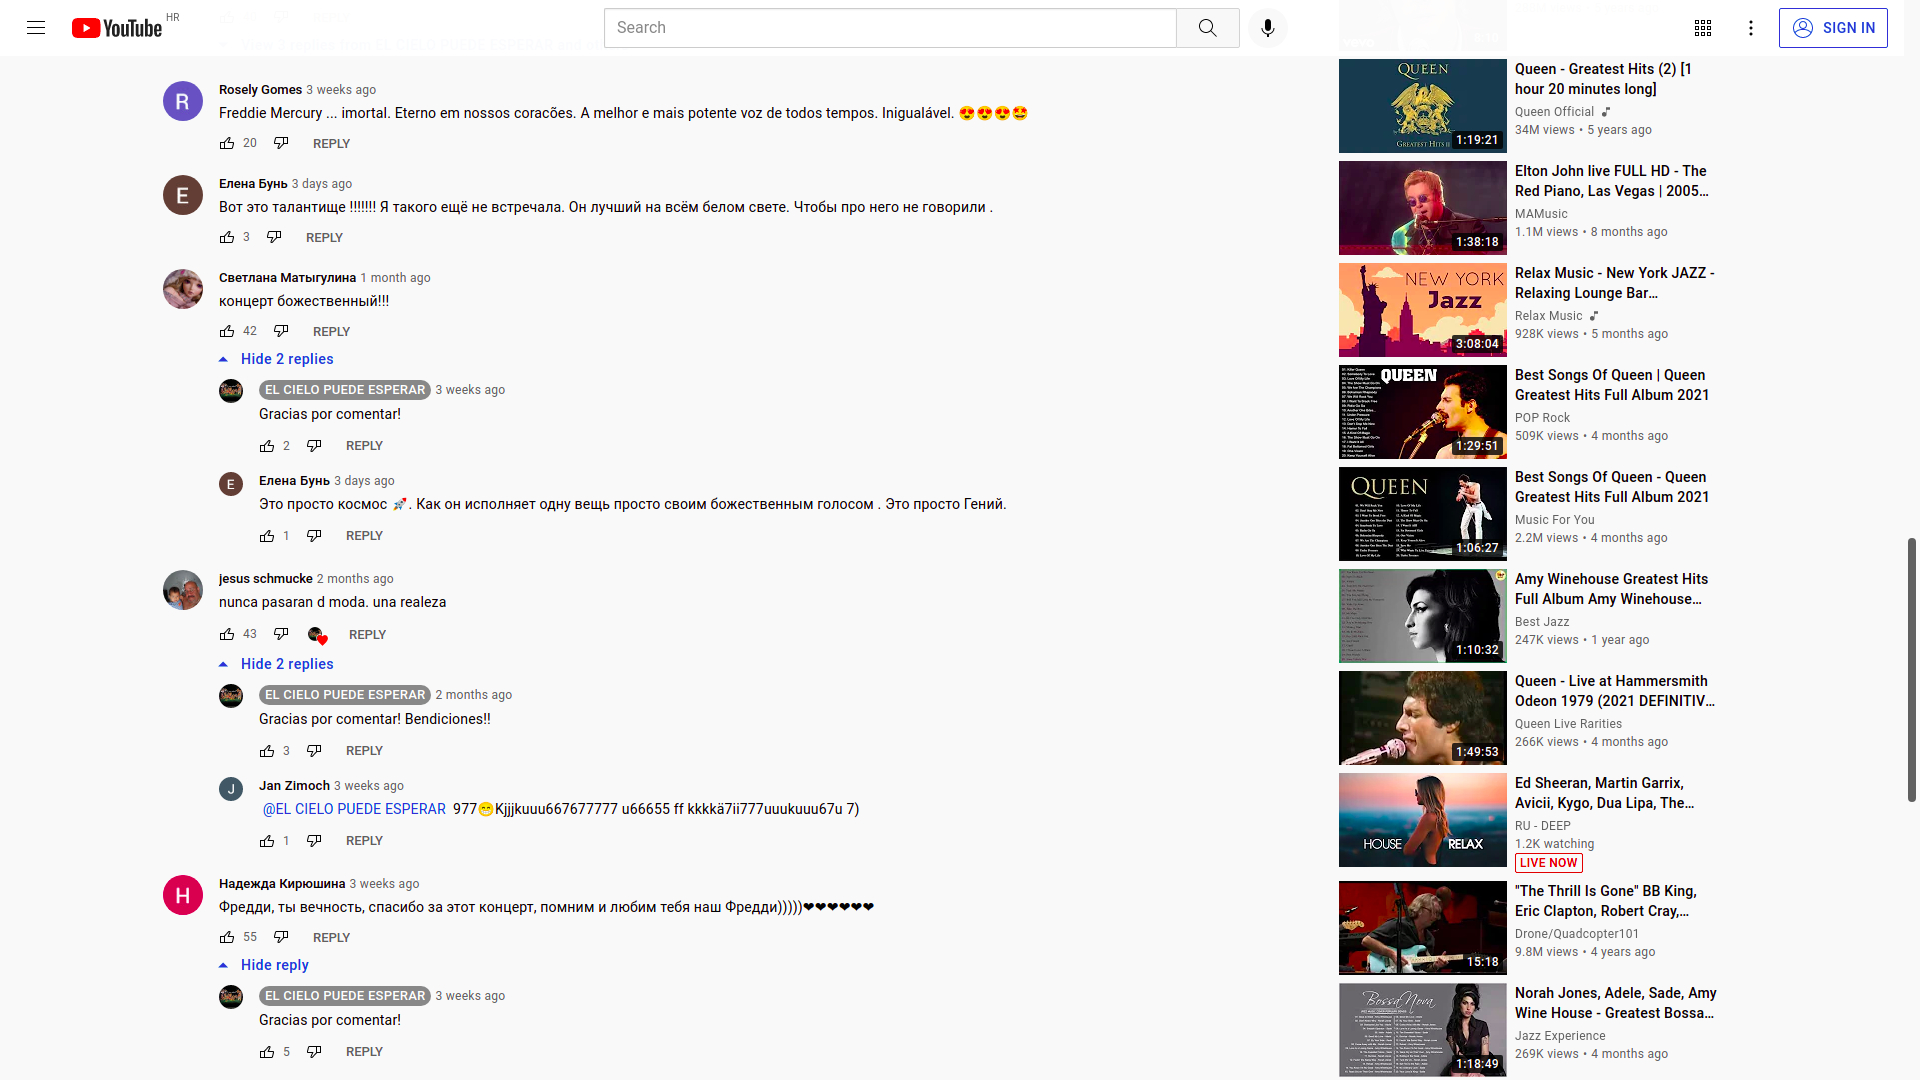 YouTube HR
Search
SIGN IN
Rosely Gomes 3 weeks ago
Freddie Mercury ... imortal. Eterno em nossos coracões. A melhor e mais potente voz de todos tempos. Inigualável. 😍😍😍🤩
20 REPLY
Елена Бунь 3 days ago
Вот это талантище !!!!!!! Я такого ещё не встречала. Он лучший на всём белом свете. Чтобы про него не говорили .
3 REPLY
Светлана Матыгулина 1 month ago
концерт божественный!!!
42 REPLY
Hide 2 replies
EL CIELO PUEDE ESPERAR 3 weeks ago
Gracias por comentar!
2 REPLY
Елена Бунь 3 days ago
Это просто космос 🚀. Как он исполняет одну вещь просто своим божественным голосом . Это просто Гений.
1 REPLY
jesus schmucke 2 months ago
nunca pasaran d moda. una realeza
43 REPLY
Hide 2 replies
EL CIELO PUEDE ESPERAR 2 months ago
Gracias por comentar! Bendiciones!!
3 REPLY
Jan Zimoch 3 weeks ago
@EL CIELO PUEDE ESPERAR 977😁Kjjjkuuu667677777 u66655 ff kkkkä7ii777uuukuuu67u 7)
1 REPLY
Надежда Кирюшина 3 weeks ago
Фредди, ты вечность, спасибо за этот концерт, помним и любим тебя наш Фредди)))))❤❤❤❤❤❤
55 REPLY
Hide reply
EL CIELO PUEDE ESPERAR 3 weeks ago
Gracias por comentar!
5 REPLY
QUEEN
GREATEST HITS II
1:19:21
Queen - Greatest Hits (2) [1
hour 20 minutes long]
Queen Official
34M views • 5 years ago
1:38:18
Elton John live FULL HD - The
Red Piano, Las Vegas | 2005...
MAMusic
1.1M views • 8 months ago
NEW YORK
Jazz
3:08:04
Relax Music - New York JAZZ -
Relaxing Lounge Bar...
Relax Music
928K views • 5 months ago
QUEEN
1:29:51
Best Songs Of Queen | Queen
Greatest Hits Full Album 2021
POP Rock
509K views • 4 months ago
QUEEN
1:06:27
Best Songs Of Queen - Queen
Greatest Hits Full Album 2021
Music For You
2.2M views • 4 months ago
1:10:32
Amy Winehouse Greatest Hits
Full Album Amy Winehouse...
Best Jazz
247K views • 1 year ago
1:49:53
Queen - Live at Hammersmith
Odeon 1979 (2021 DEFINITIV...
Queen Live Rarities
266K views • 4 months ago
HOUSE RELAX
Ed Sheeran, Martin Garrix,
Avicii, Kygo, Dua Lipa, The...
RU - DEEP
1.2K watching
LIVE NOW
15:18
"The Thrill Is Gone" BB King,
Eric Clapton, Robert Cray,...
Drone/Quadcopter101
9.8M views • 4 years ago
Bossa Nova
1:18:49
Norah Jones, Adele, Sade, Amy
Wine House - Greatest Bossa...
Jazz Experience
269K views • 4 months ago